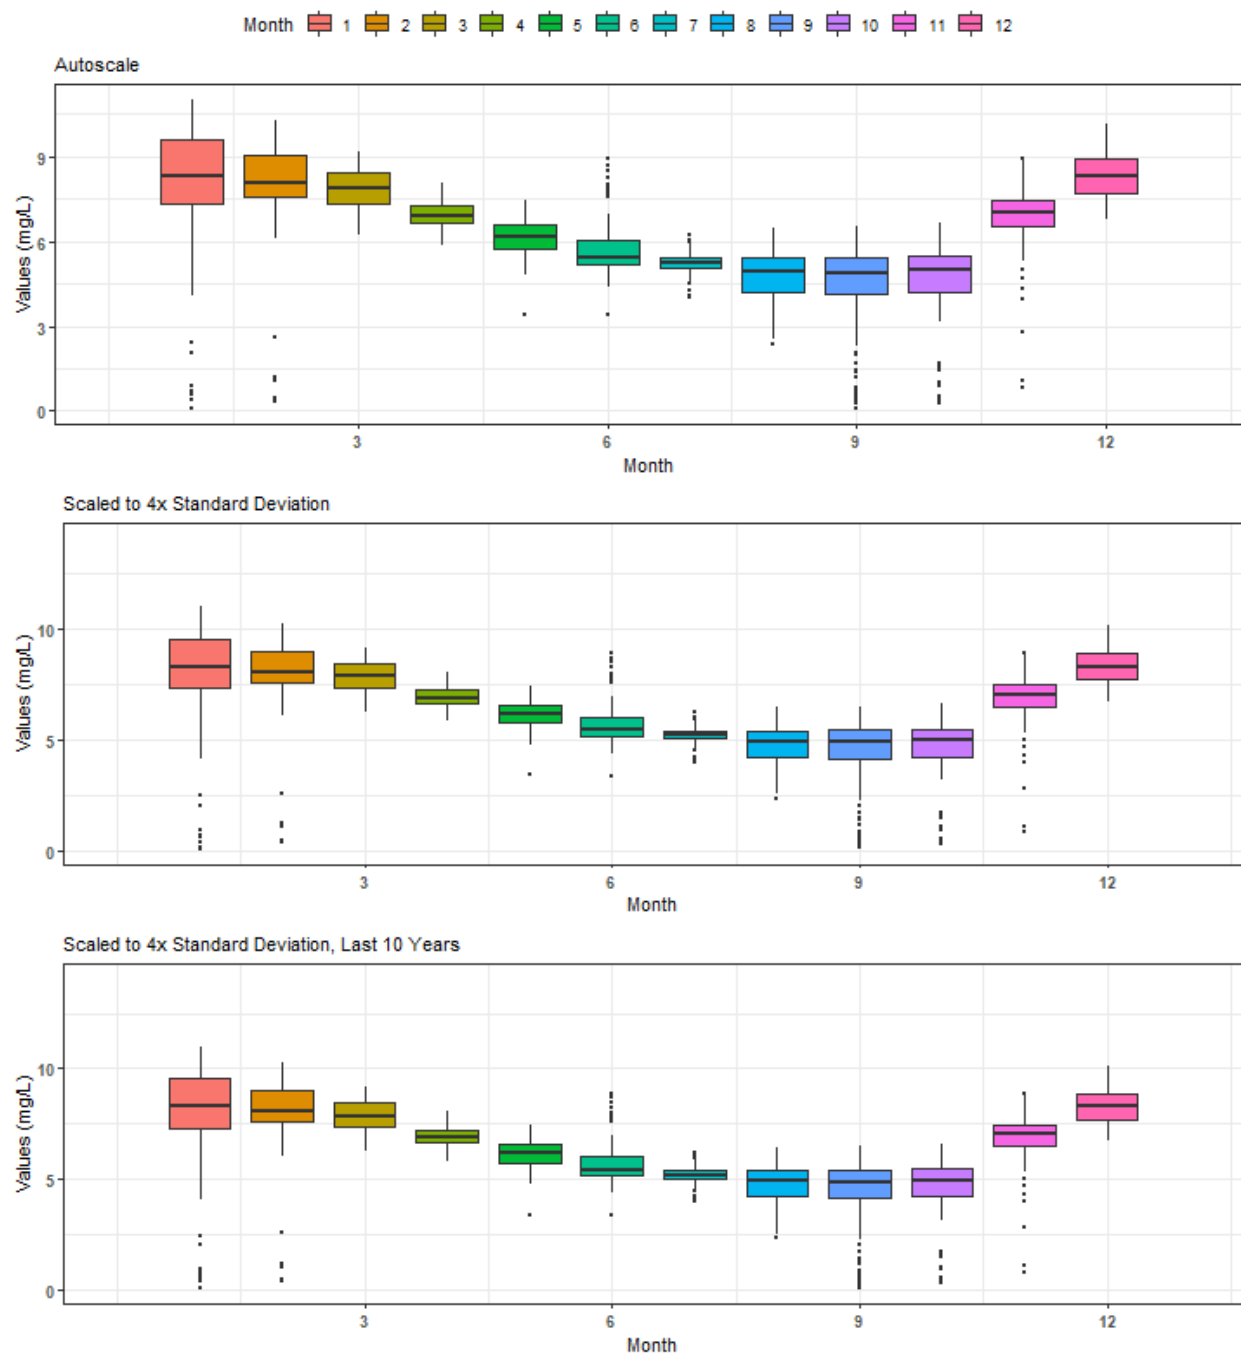 Month 1 2 3 4 5 6 7 8 9 10 11 12
Autoscale
Values (mg/L)
9
6
3
0
3 6 9 12
Month
Scaled to 4x Standard Deviation
Values (mg/L)
10
5
0
3 6 9 12
Month
Scaled to 4x Standard Deviation, Last 10 Years
Values (mg/L)
10
5
0
3 6 9 12
Month